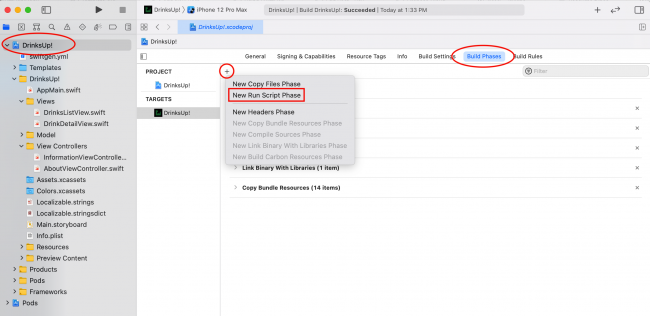 DrinksUp!
iPhone 12 Pro Max
DrinksUp! | Build DrinksUp!: Succeeded | Today at 1:33 PM
DrinksUp!.xcodeproj
DrinksUp!
DrinksUp!
swiftgen.yml
Templates
DrinksUp!
AppMain.swift
Views
DrinksListView.swift
DrinkDetailView.swift
Model
View Controllers
InformationViewControlle...
AboutViewController.swift
Assets.xcassets
Colors.xcassets
Localizable.strings
Localizable.stringsdict
Main.storyboard
Info.plist
Resources
Preview Content
Products
Pods
Frameworks
Pods
General
Signing & Capabilities
Resource Tags
Info
Build Settings
Build Phases
Build Rules
PROJECT
DrinksUp!
TARGETS
DrinksUp!
Filter
New Copy Files Phase
New Run Script Phase
New Headers Phase
New Copy Bundle Resources Phase
New Compile Sources Phase
New Link Binary With Libraries Phase
New Build Carbon Resources Phase
Link Binary With Libraries (1 item)
Copy Bundle Resources (14 items)